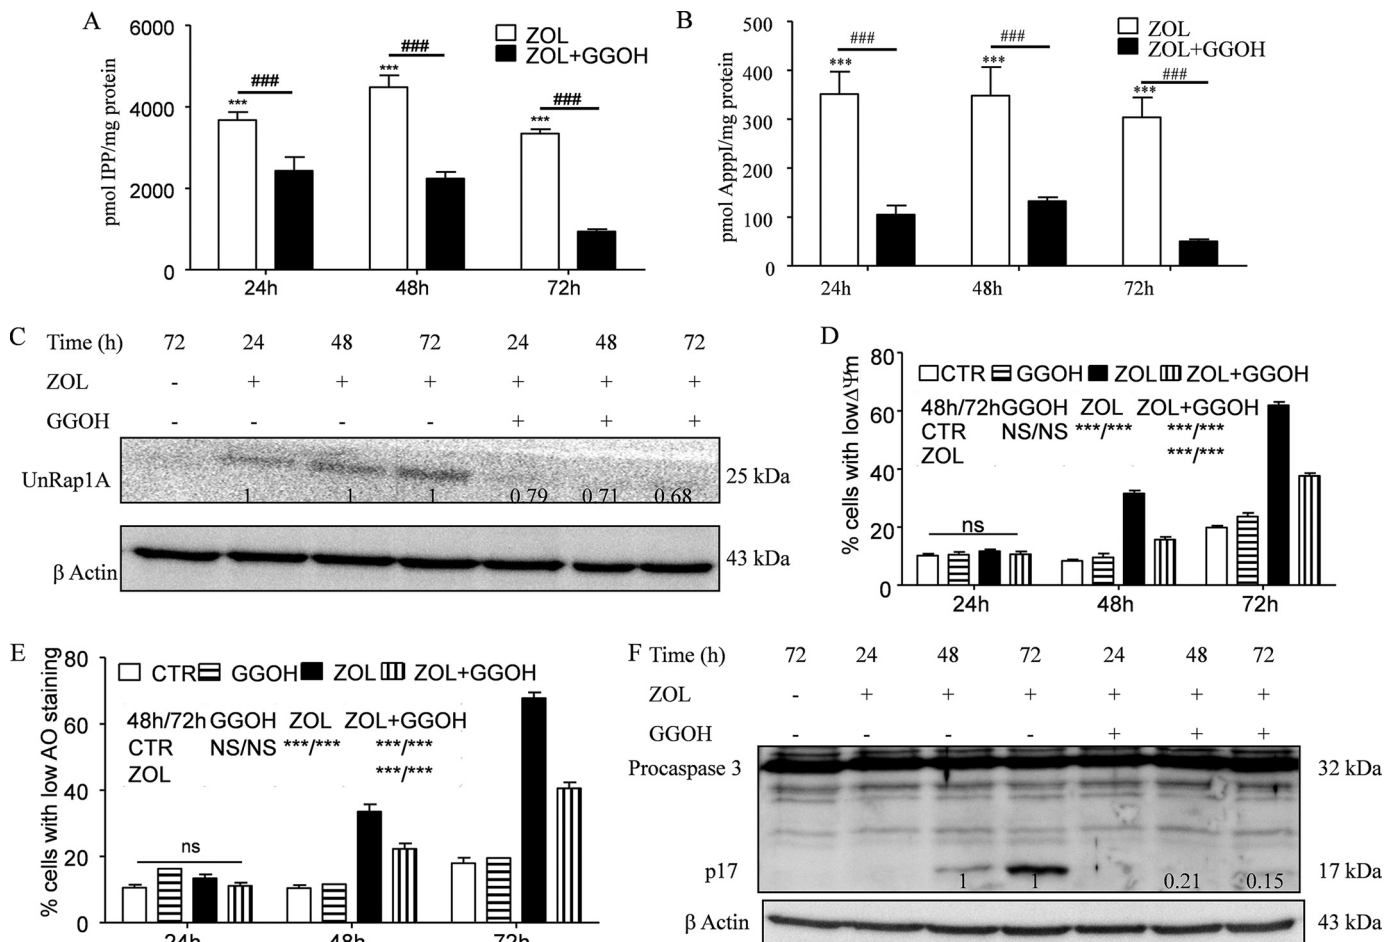 A
6000
4000
2000
0
pmol IPP/mg protein
ZOL
ZOL+GGOH
***
###
***
###
***
###
24h
48h
72h
B
500
400
300
200
100
0
pmol ApppI/mg protein
ZOL
ZOL+GGOH
***
###
***
###
***
###
24h
48h
72h
C
Time (h) 72 24 48 72 24 48 72
ZOL - + + + + + +
GGOH - - - - + + +
UnRap1A
1 1 1 0.79 0.71 0.68
25 kDa
β Actin
43 kDa
D
80
60
40
20
0
% cells with lowΔΨm
CTR GGOH ZOL ZOL+GGOH
48h/72h GGOH ZOL ZOL+GGOH
CTR NS/NS ***/*** ***/***
ZOL ***/***
ns
24h
48h
72h
E
80
60
40
20
0
% cells with low AO staining
CTR GGOH ZOL ZOL+GGOH
48h/72h GGOH ZOL ZOL+GGOH
CTR NS/NS ***/*** ***/***
ZOL ***/***
ns
24h
48h
72h
F
Time (h) 72 24 48 72 24 48 72
ZOL - + + + + + +
GGOH - - - - + + +
Procaspase 3
32 kDa
p17
1 1 0.21 0.15
17 kDa
β Actin
43 kDa